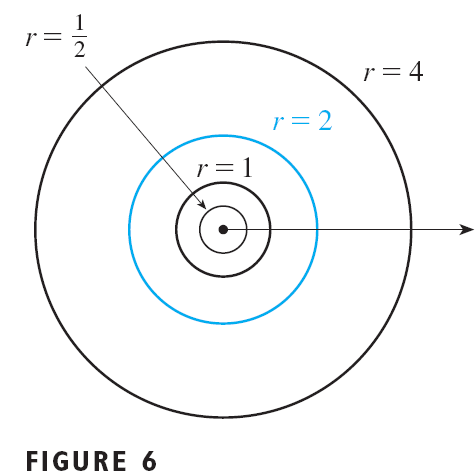 r = 1/2
r = 4
r = 2
r = 1
FIGURE 6